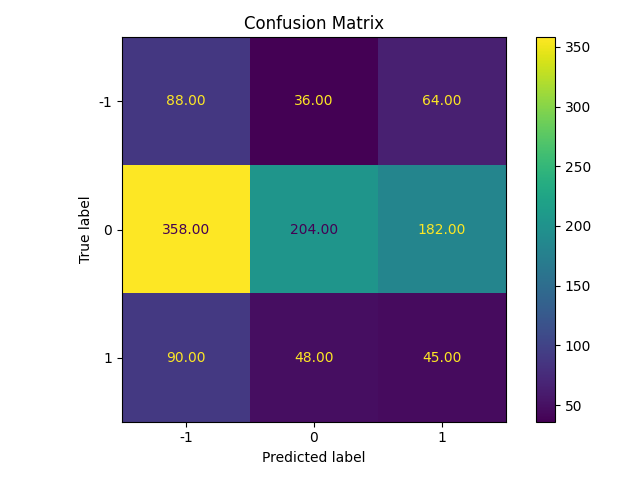 Confusion Matrix
-1 88.00 36.00 64.00
0 358.00 204.00 182.00
1 90.00 48.00 45.00
-1 0 1
True label
Predicted label
350
300
250
200
150
100
50